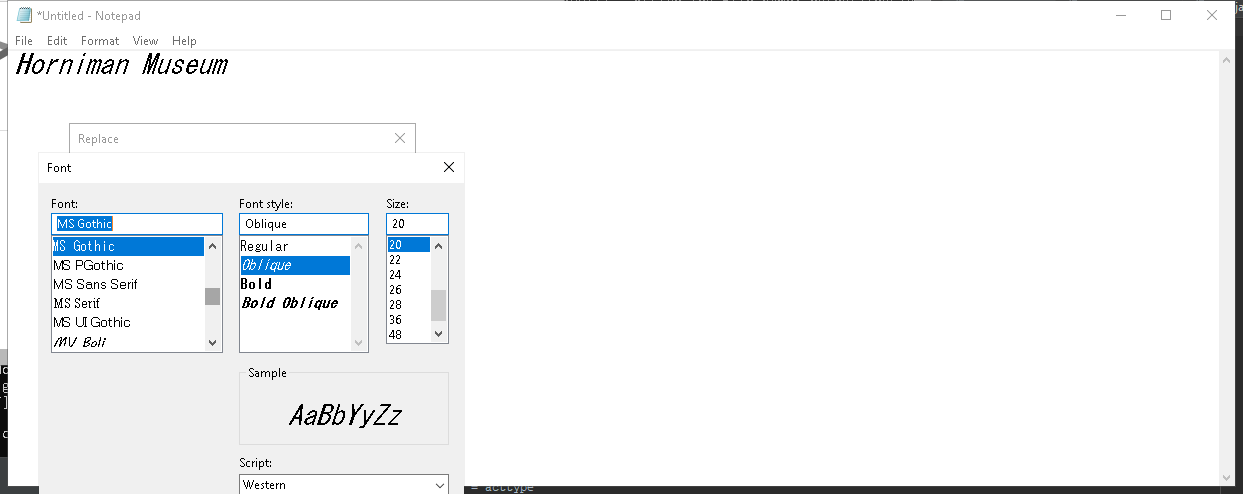 *Untitled - Notepad
File Edit Format View Help
Horniman Museum
Replace
Font
Font: Font style: Size:
MS Gothic Oblique 20
MS Gothic Regular 20
MS PGothic Oblique 22
MS Sans Serif Bold 24
MS Serif Bold Oblique 26
MS UI Gothic 28
MV Boli 36
48
Sample
AaBbYyZz
Script:
Western
= acctype